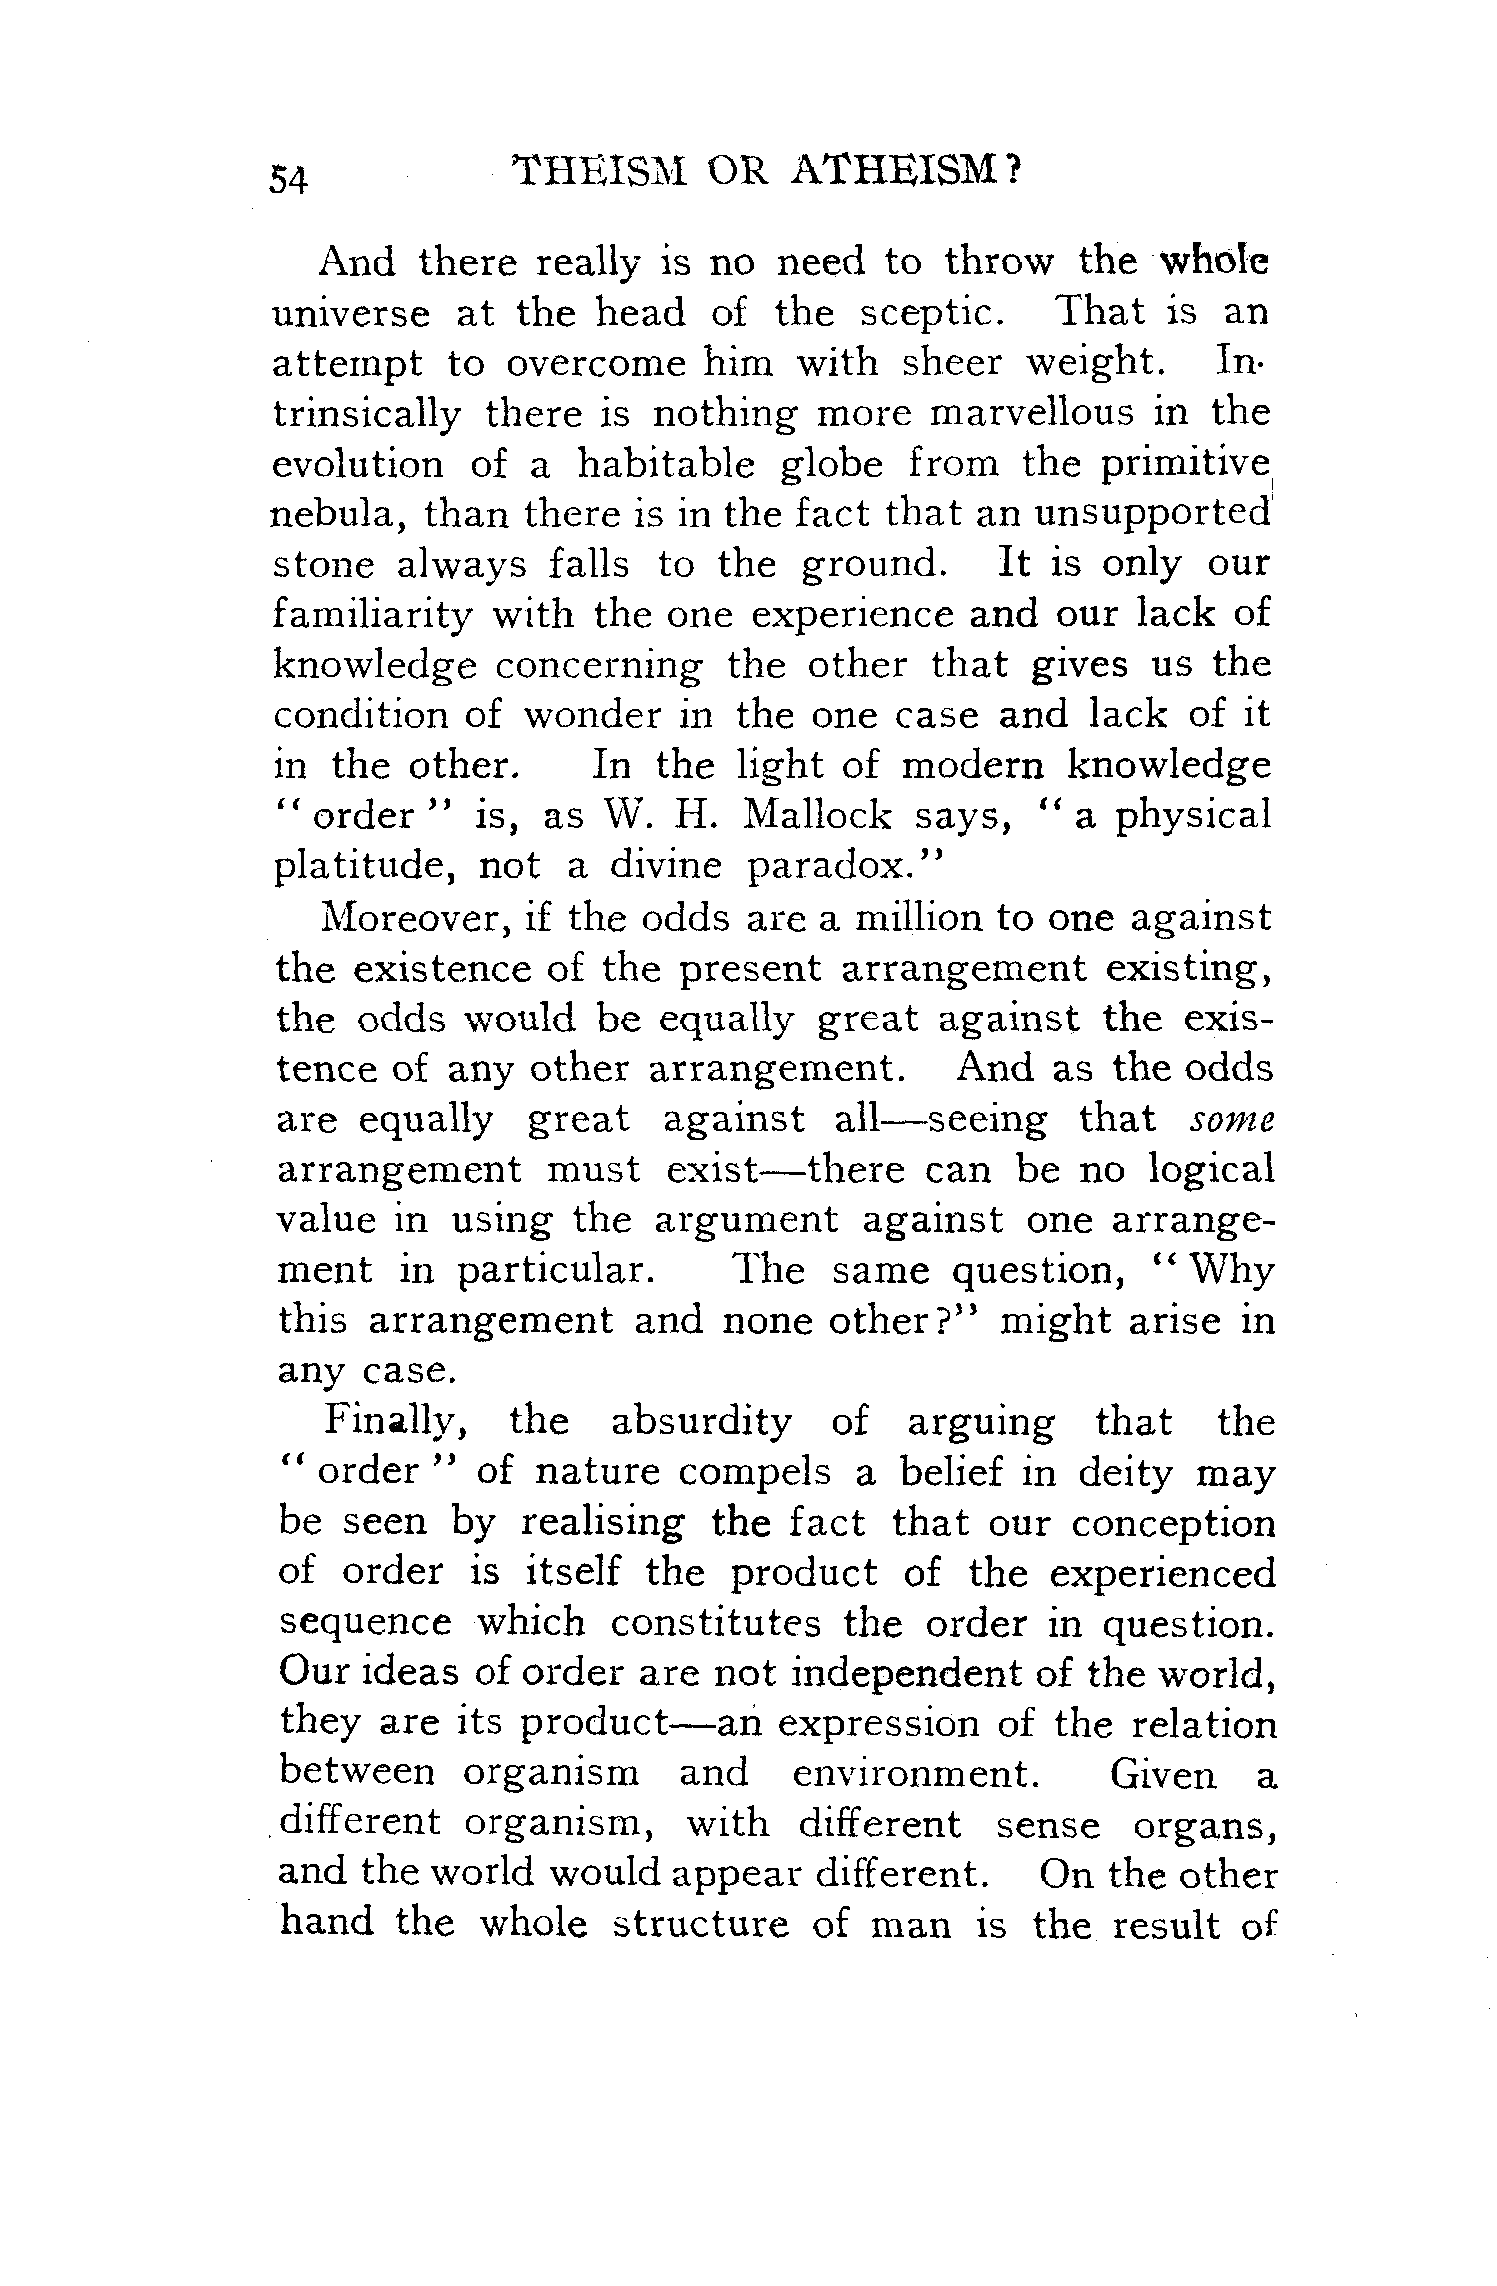 54 THEISM OR ATHEISM?
And there really is no need to throw the whole
universe at the head of the sceptic. That is an
attempt to overcome him with sheer weight. In-
trinsically there is nothing more marvellous in the
evolution of a habitable globe from the primitive
nebula, than there is in the fact that an unsupported
stone always falls to the ground. It is only our
familiarity with the one experience and our lack of
knowledge concerning the other that gives us the
condition of wonder in the one case and lack of it
in the other. In the light of modern knowledge
“ order ” is, as W. H. Mallock says, “ a physical
platitude, not a divine paradox.”
Moreover, if the odds are a million to one against
the existence of the present arrangement existing,
the odds would be equally great against the exis-
tence of any other arrangement. And as the odds
are equally great against all—seeing that some
arrangement must exist—there can be no logical
value in using the argument against one arrange-
ment in particular. The same question, “ Why
this arrangement and none other?” might arise in
any case.
Finally, the absurdity of arguing that the
“ order ” of nature compels a belief in deity may
be seen by realising the fact that our conception
of order is itself the product of the experienced
sequence which constitutes the order in question.
Our ideas of order are not independent of the world,
they are its product—an expression of the relation
between organism and environment. Given a
different organism, with different sense organs,
and the world would appear different. On the other
hand the whole structure of man is the result of